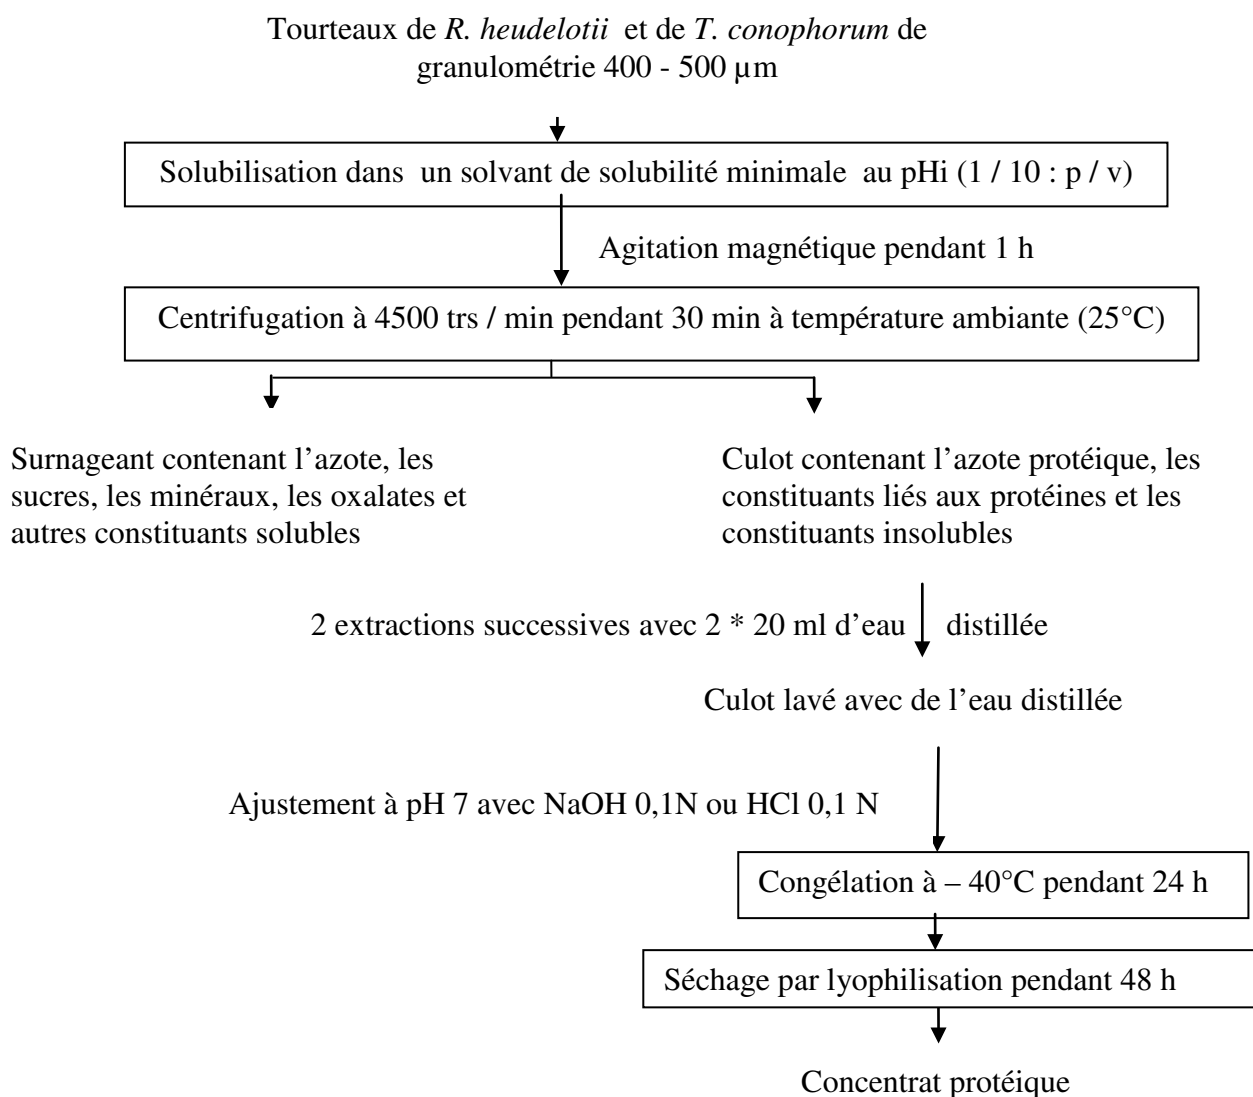 Tourteaux de R. heudelotii et de T. conophorum de
granulométrie 400 - 500 µm
Solubilisation dans un solvant de solubilité minimale au pHi (1 / 10 : p / v)
Agitation magnétique pendant 1 h
Centrifugation à 4500 trs / min pendant 30 min à température ambiante (25°C)
Surnageant contenant l’azote, les
sucres, les minéraux, les oxalates et
autres constituants solubles
Culot contenant l’azote protéique, les
constituants liés aux protéines et les
constituants insolubles
2 extractions successives avec 2 * 20 ml d’eau distillée
Culot lavé avec de l’eau distillée
Ajustement à pH 7 avec NaOH 0,1N ou HCl 0,1 N
Congélation à – 40°C pendant 24 h
Séchage par lyophilisation pendant 48 h
Concentrat protéique